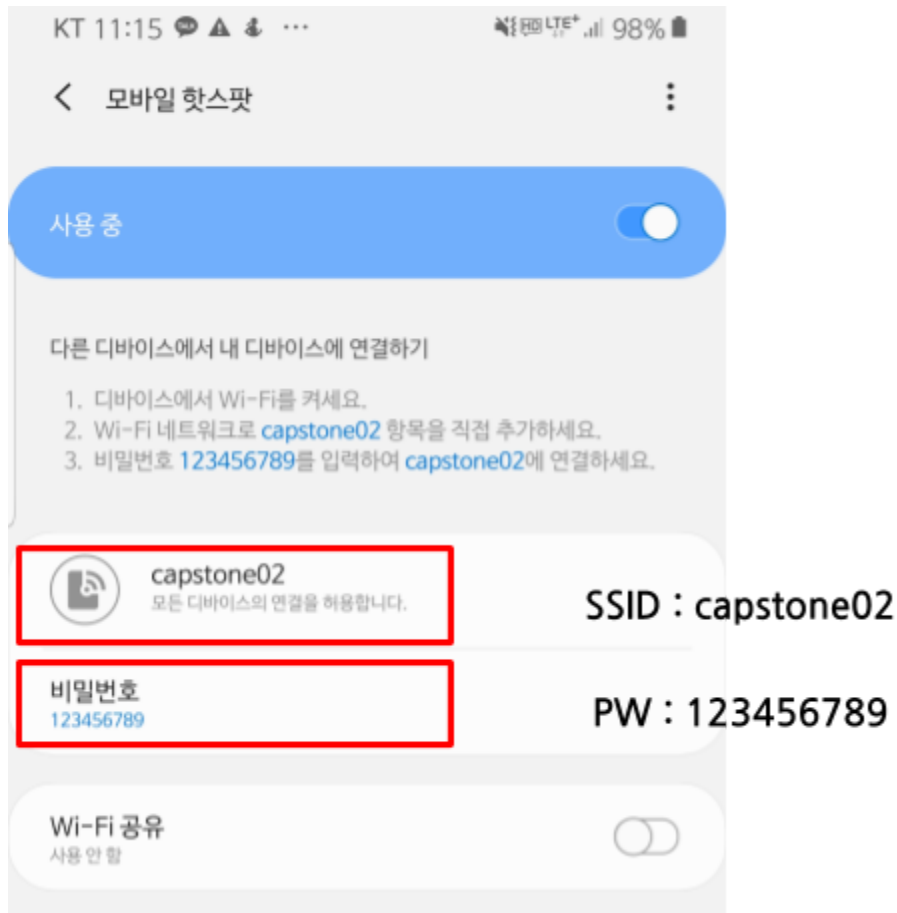 KT 11:15 98%
모바일 핫스팟
사용 중
다른 디바이스에서 내 디바이스에 연결하기
1. 디바이스에서 Wi-Fi를 켜세요.
2. Wi-Fi 네트워크로 capstone02 항목을 직접 추가하세요.
3. 비밀번호 123456789를 입력하여 capstone02에 연결하세요.
capstone02
모든 디바이스의 연결을 허용합니다.
SSID : capstone02
비밀번호
123456789
PW : 123456789
Wi-Fi 공유
사용 안 함